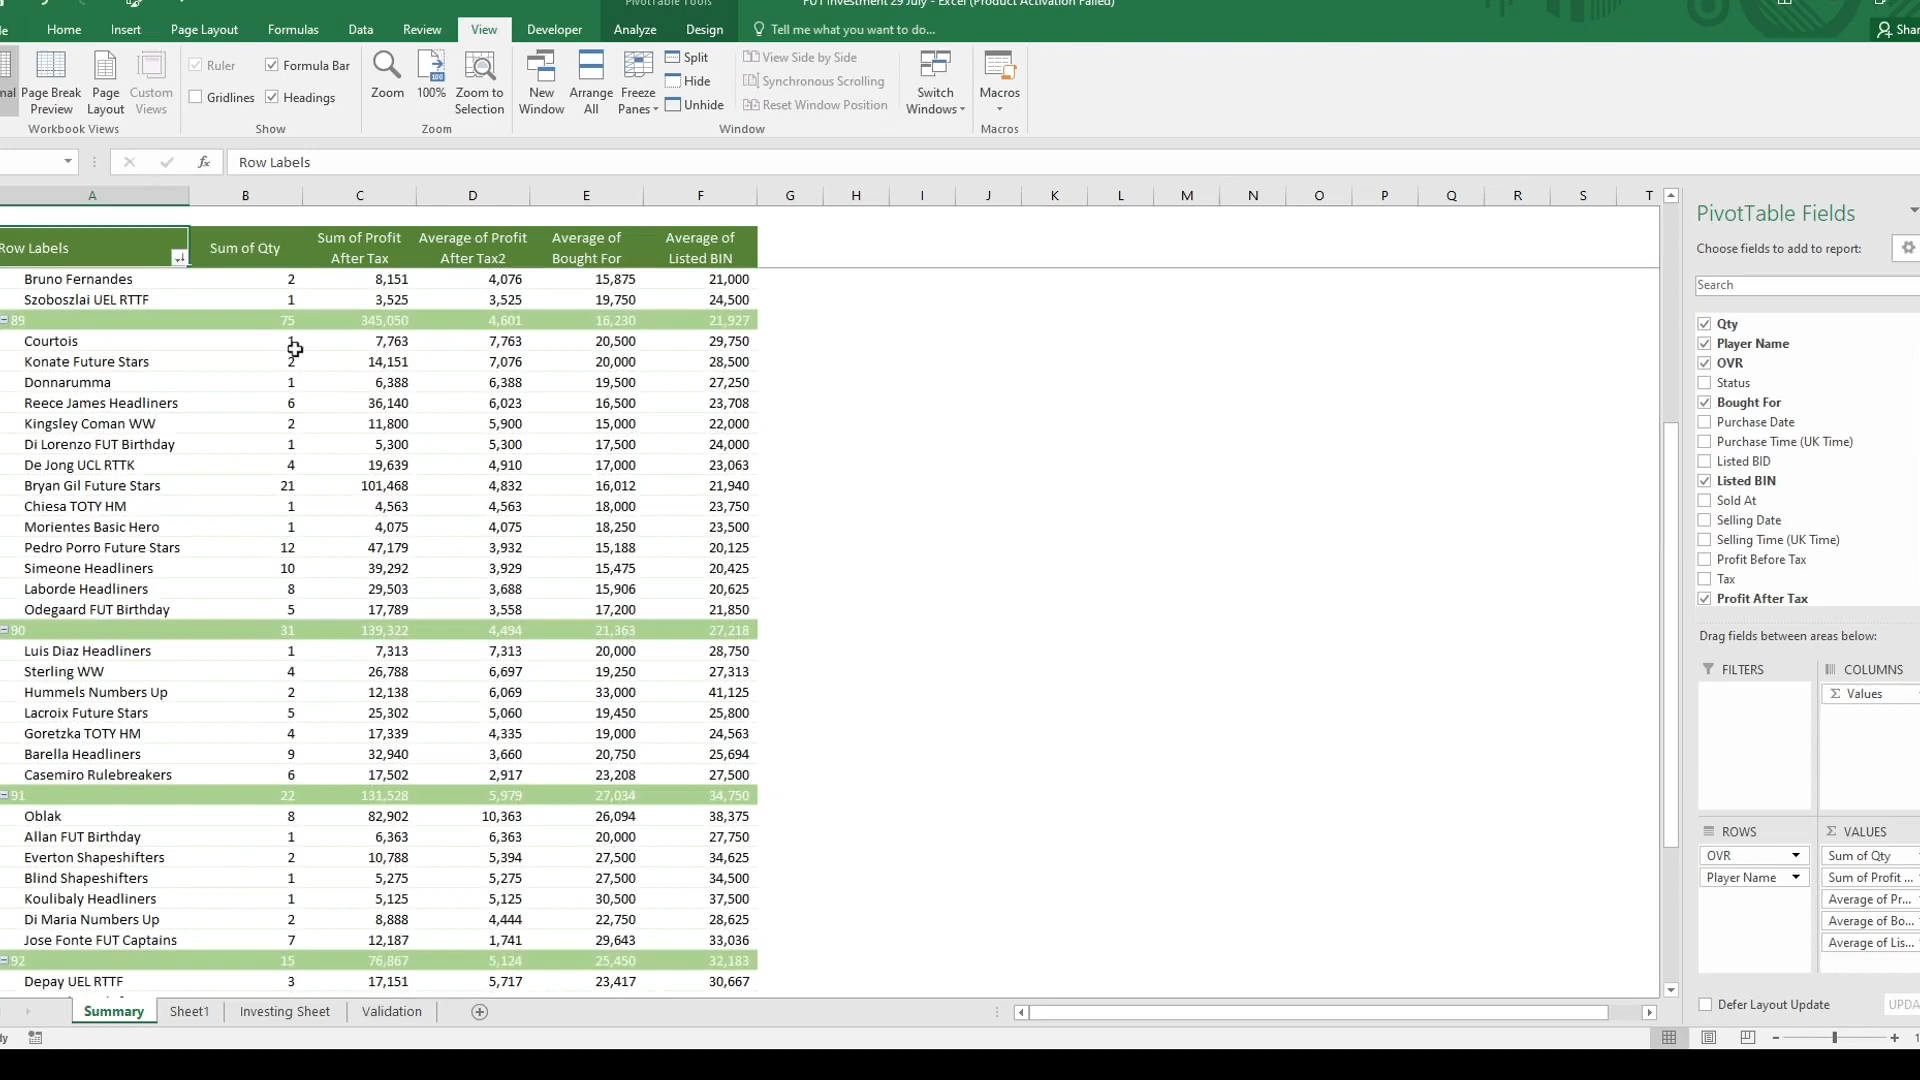 PivotTable Tools
FUT Investment 29 July - Excel (Product Activation Failed)
Home Insert Page Layout Formulas Data Review View Developer Analyze Design Tell me what you want to do...
Ruler Formula Bar
Gridlines Headings
Page Break Preview
Page Layout
Custom Views
Workbook Views
Show
Zoom
100%
Zoom to Selection
Zoom
New Window
Arrange All
Freeze Panes
Split
Hide
Unhide
View Side by Side
Synchronous Scrolling
Reset Window Position
Window
Switch Windows
Macros
Macros
fx Row Labels
A B C D E F G H I J K L M N O P Q R S T
Row Labels Sum of Qty Sum of Profit After Tax Average of Profit After Tax2 Average of Bought For Average of Listed BIN
Bruno Fernandes 2 8,151 4,076 15,875 21,000
Szoboszlai UEL RTTF 1 3,525 3,525 19,750 24,500
89 75 345,050 4,601 16,230 21,927
Courtois 1 7,763 7,763 20,500 29,750
Konate Future Stars 2 14,151 7,076 20,000 28,500
Donnarumma 1 6,388 6,388 19,500 27,250
Reece James Headliners 6 36,140 6,023 16,500 23,708
Kingsley Coman WW 2 11,800 5,900 15,000 22,000
Di Lorenzo FUT Birthday 1 5,300 5,300 17,500 24,000
De Jong UCL RTTK 4 19,639 4,910 17,000 23,063
Bryan Gil Future Stars 21 101,468 4,832 16,012 21,940
Chiesa TOTY HM 1 4,563 4,563 18,000 23,750
Morientes Basic Hero 1 4,075 4,075 18,250 23,500
Pedro Porro Future Stars 12 47,179 3,932 15,188 20,125
Simeone Headliners 10 39,292 3,929 15,475 20,425
Laborde Headliners 8 29,503 3,688 15,906 20,625
Odegaard FUT Birthday 5 17,789 3,558 17,200 21,850
90 31 139,322 4,494 21,363 27,218
Luis Diaz Headliners 1 7,313 7,313 20,000 28,750
Sterling WW 4 26,788 6,697 19,250 27,313
Hummels Numbers Up 2 12,138 6,069 33,000 41,125
Lacroix Future Stars 5 25,302 5,060 19,450 25,800
Goretzka TOTY HM 4 17,339 4,335 19,000 24,563
Barella Headliners 9 32,940 3,660 20,750 25,694
Casemiro Rulebreakers 6 17,502 2,917 23,208 27,500
91 22 131,528 5,979 27,034 34,750
Oblak 8 82,902 10,363 26,094 38,375
Allan FUT Birthday 1 6,363 6,363 20,000 27,750
Everton Shapeshifters 2 10,788 5,394 27,500 34,625
Blind Shapeshifters 1 5,275 5,275 27,500 34,500
Koulibaly Headliners 1 5,125 5,125 30,500 37,500
Di Maria Numbers Up 2 8,888 4,444 22,750 28,625
Jose Fonte FUT Captains 7 12,187 1,741 29,643 33,036
92 15 76,867 5,124 25,450 32,183
Depay UEL RTTF 3 17,151 5,717 23,417 30,667
Summary Sheet1 Investing Sheet Validation
PivotTable Fields
Choose fields to add to report:
Search
Qty
Player Name
OVR
Status
Bought For
Purchase Date
Purchase Time (UK Time)
Listed BID
Listed BIN
Sold At
Selling Date
Selling Time (UK Time)
Profit Before Tax
Tax
Profit After Tax
Drag fields between areas below:
FILTERS COLUMNS
Σ Values
ROWS Σ VALUES
OVR Sum of Qty
Player Name Sum of Profit ...
Average of Pr...
Average of Bo...
Average of Lis...
Defer Layout Update